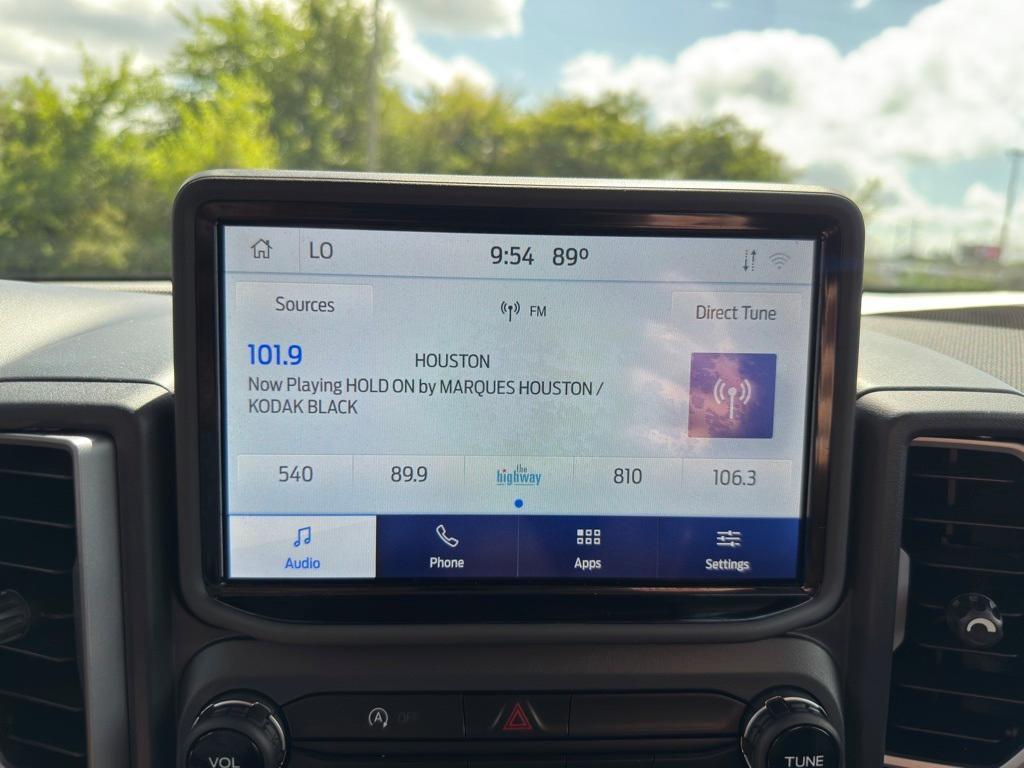 LO 9:54 89º
Sources FM Direct Tune
101.9 HOUSTON
Now Playing HOLD ON by MARQUES HOUSTON /
KODAK BLACK
540 89.9 the highway 810 106.3
Audio Phone Apps Settings
A OFF
VOL TUNE